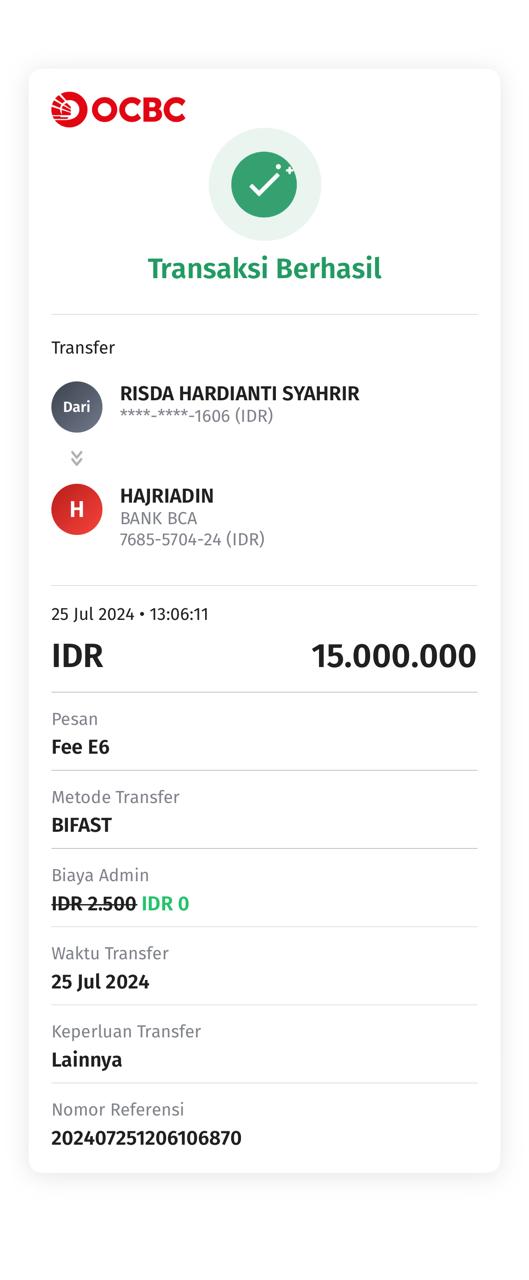 OCBC
Transaksi Berhasil
Transfer
Dari
RISDA HARDIANTI SYAHRIR
****-****-1606 (IDR)
H
HAJRIADIN
BANK BCA
7685-5704-24 (IDR)
25 Jul 2024 • 13:06:11
IDR 15.000.000
Pesan
Fee E6
Metode Transfer
BIFAST
Biaya Admin
IDR 2.500 IDR 0
Waktu Transfer
25 Jul 2024
Keperluan Transfer
Lainnya
Nomor Referensi
202407251206106870